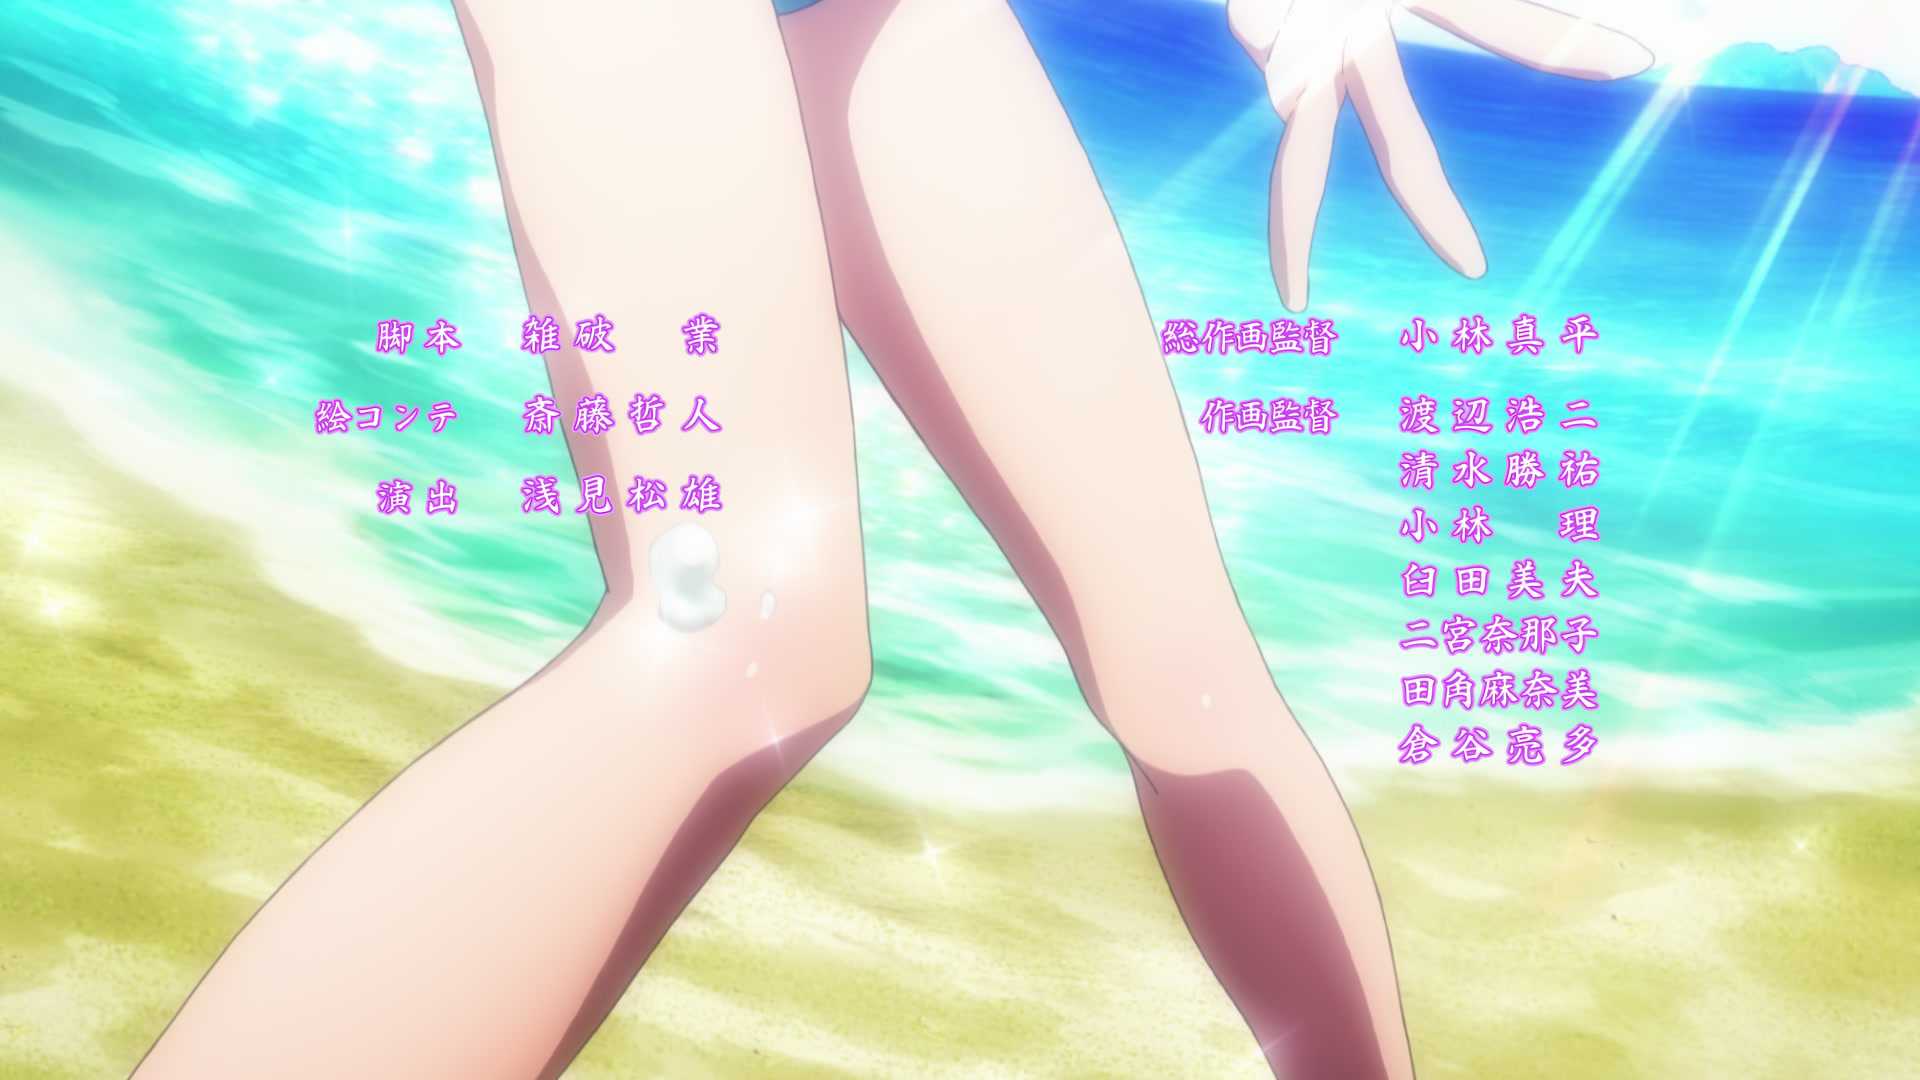 脚本 雑破 業
絵コンテ 斎藤哲人
演出 浅見松雄
総作画監督 小林真平
作画監督 渡辺浩二
清水勝祐
小林 理
臼田美夫
二宮奈那子
田角麻奈美
倉谷亮多